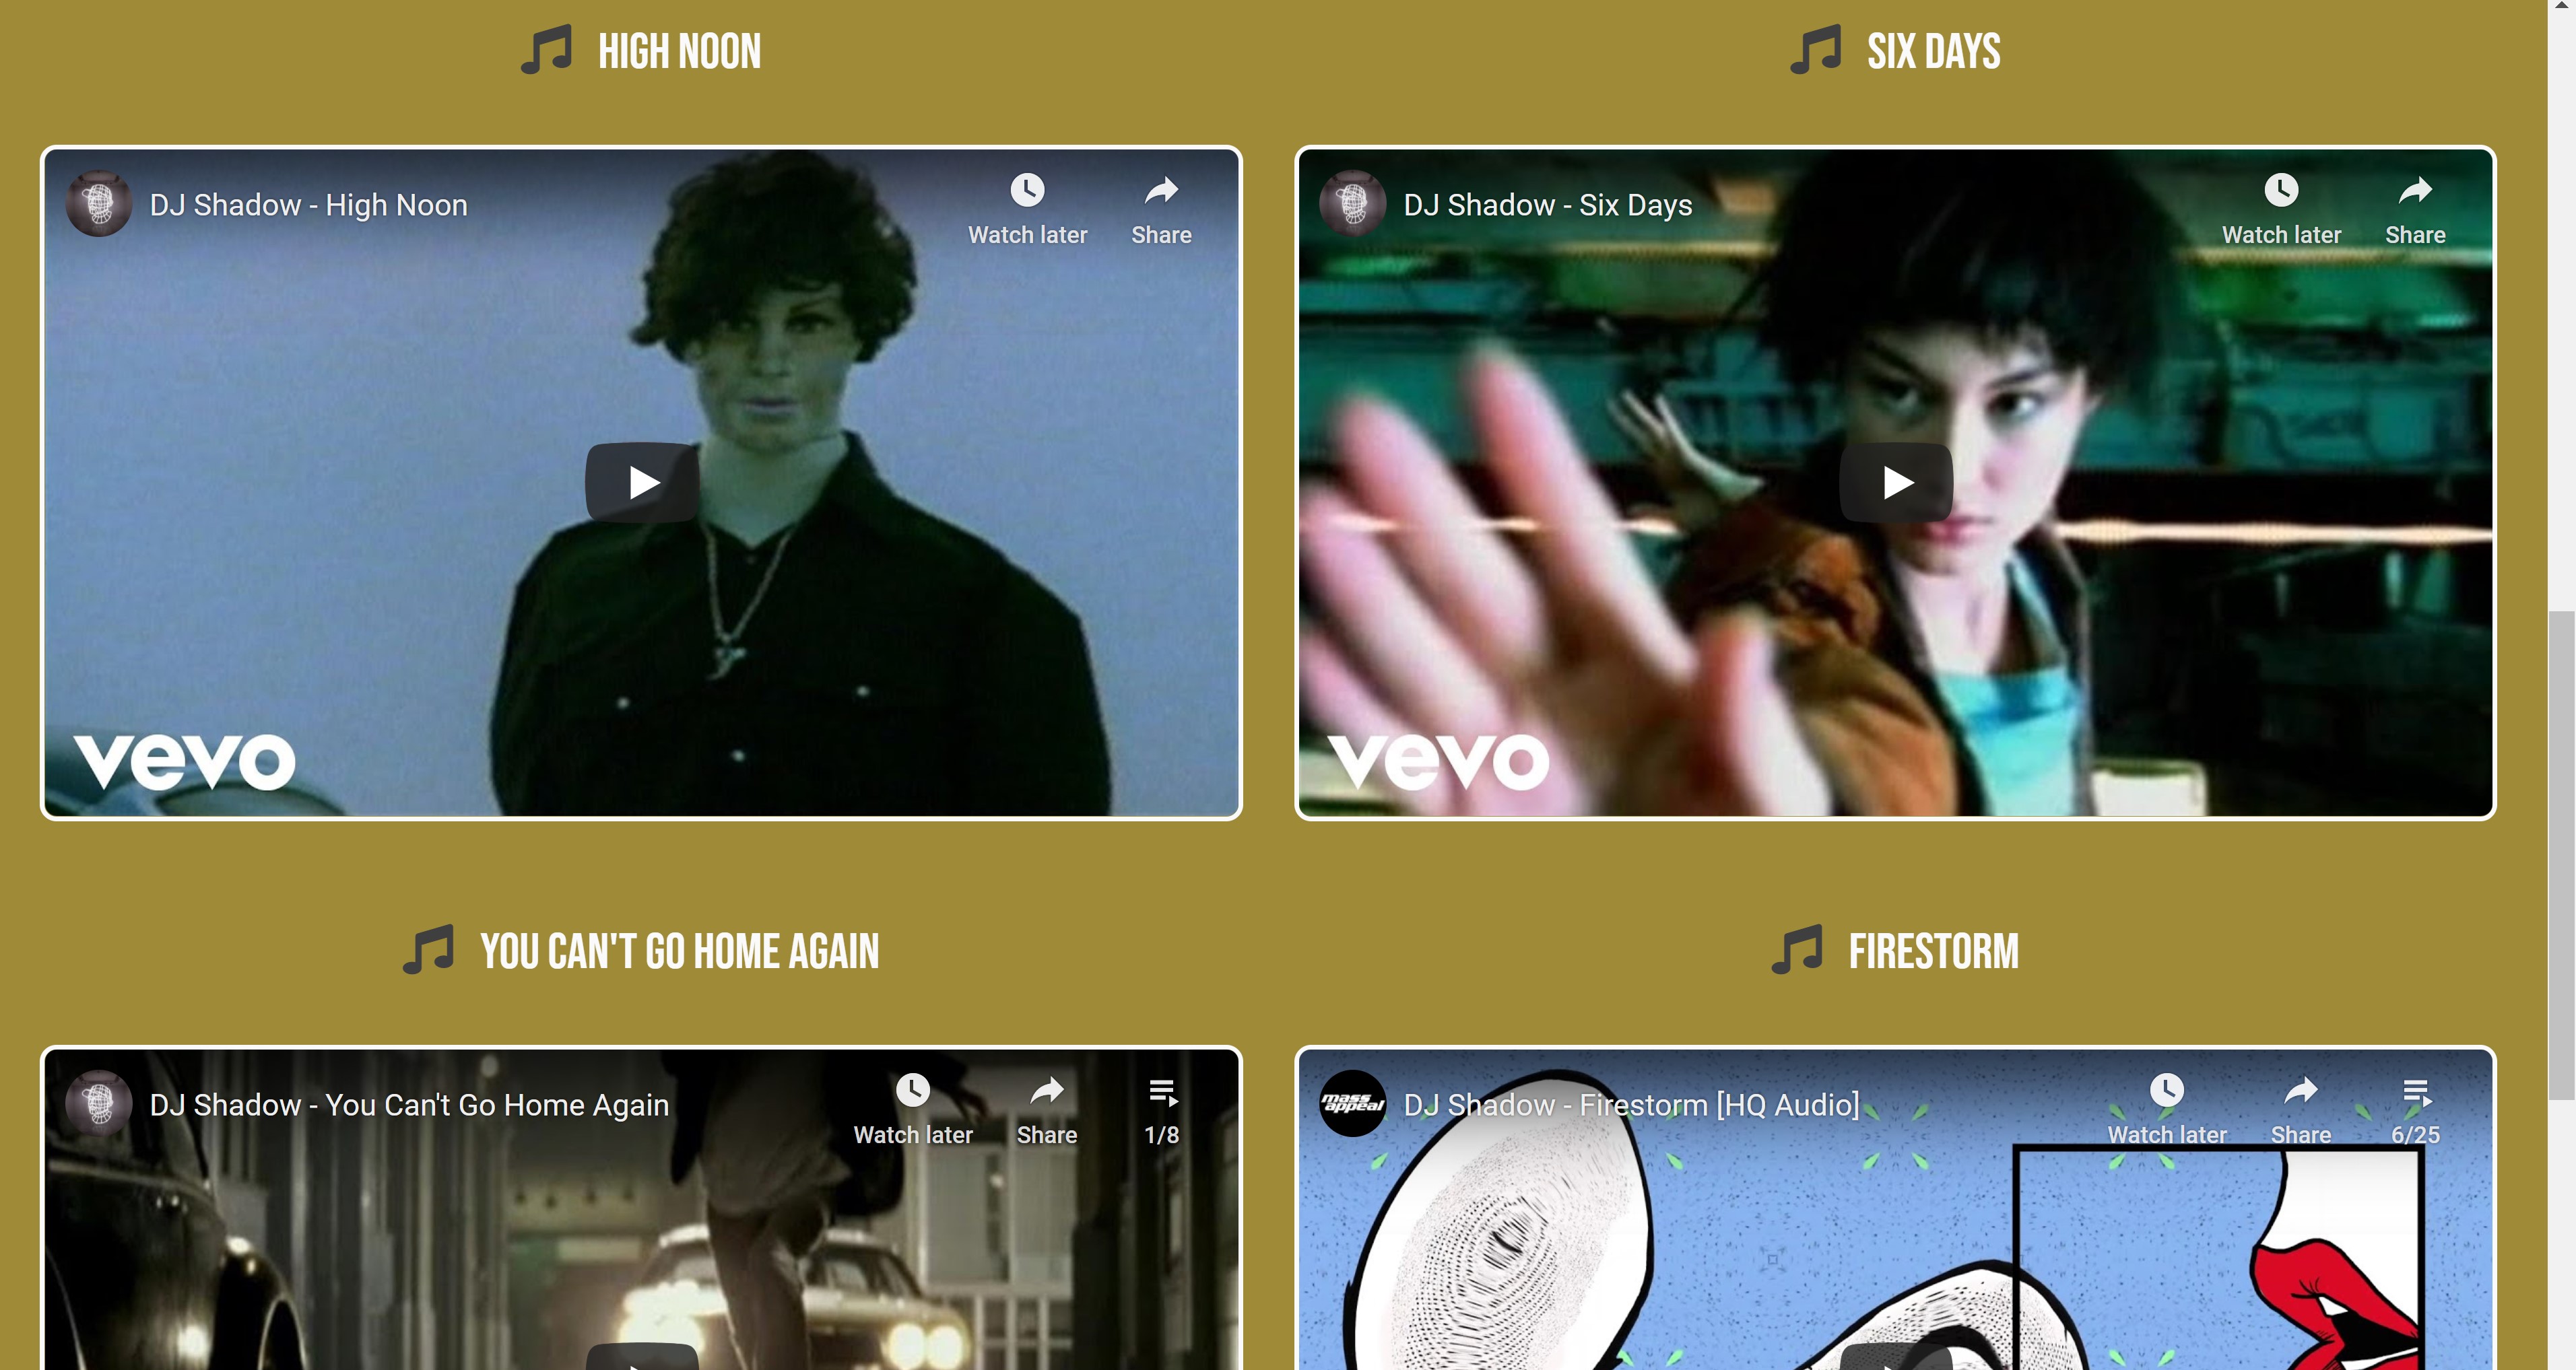 HIGH NOON
SIX DAYS
DJ Shadow - High Noon
Watch later
Share
vevo
DJ Shadow - Six Days
Watch later
Share
vevo
YOU CAN'T GO HOME AGAIN
FIRESTORM
DJ Shadow - You Can't Go Home Again
Watch later
Share
1/8
mass appeal
DJ Shadow - Firestorm [HQ Audio]
Watch later
Share
6/25